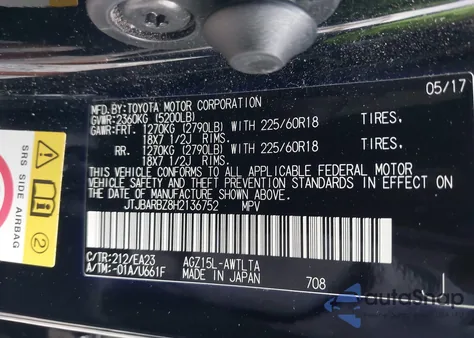 05/17
MFD.BY:TOYOTA MOTOR CORPORATION
GVWR:2360KG (5200LB)
GAWR:FRT. 1270KG (2790LB) WITH 225/60R18 TIRES,
18X7 1/2J RIMS.
RR. 1270KG (2790LB) WITH 225/60R18 TIRES,
18X7 1/2J RIMS.
THIS VEHICLE CONFORMS TO ALL APPLICABLE FEDERAL MOTOR
VEHICLE SAFETY AND THEFT PREVENTION STANDARDS IN EFFECT ON
THE DATE OF MANUFACTURE SHOWN ABOVE.
JTJBARBZ8H2136752 MPV
C/TR:212/EA23 AGZ15L-AWTLTA
A/TM:-01A/U661F MADE IN JAPAN 708
SRS SIDE AIRBAG
2
autoSnap